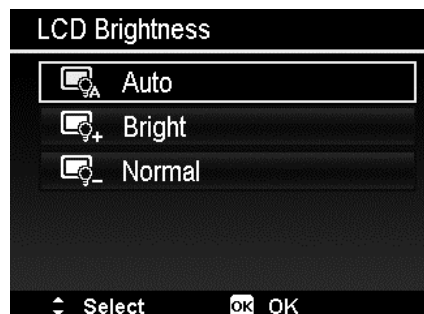 LCD Brightness
A Auto
+ Bright
- Normal
Select OK OK